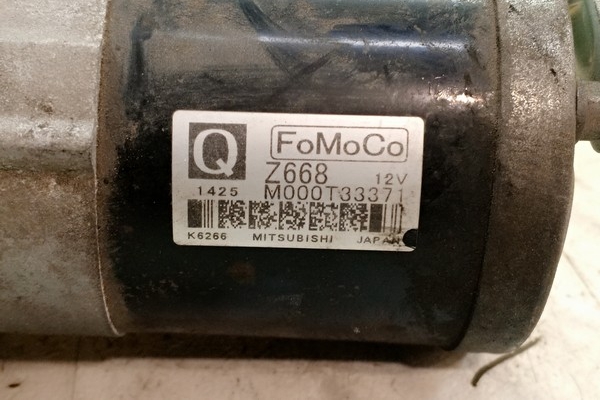 Q FoMoCo
Z668 12V
1425 M000T33371
K6266 MITSUBISHI JAPAN